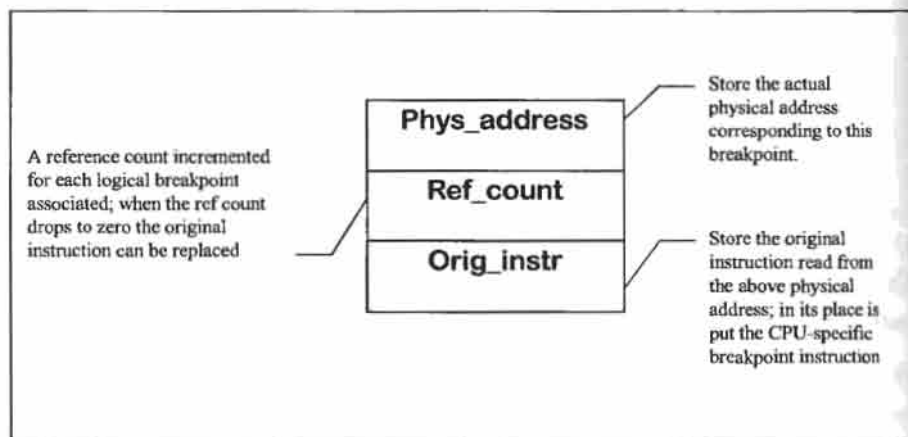 Phys_address
Ref_count
Orig_instr
A reference count incremented
for each logical breakpoint
associated; when the ref count
drops to zero the original
instruction can be replaced
Store the actual
physical address
corresponding to this
breakpoint.
Store the original
instruction read from
the above physical
address; in its place is
put the CPU-specific
breakpoint instruction